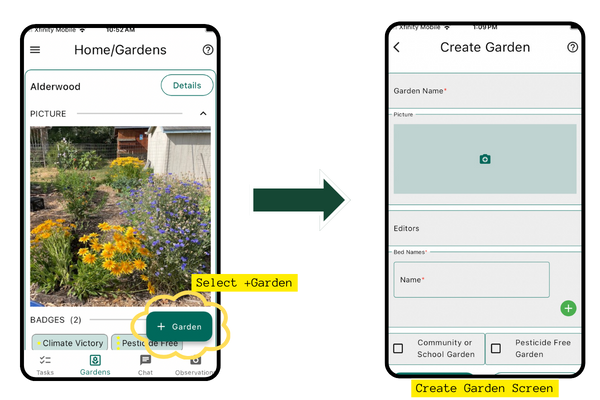 Xfinity Mobile 10:52 AM
Home/Gardens
Alderwood
Details
PICTURE
Select +Garden
BADGES (2)
+ Garden
Climate Victory
Pesticide Free
Tasks
Gardens
Chat
Observation
Xfinity Mobile 1:09 PM
Create Garden
Garden Name*
Picture
Editors
Bed Names*
Name*
Community or
School Garden
Pesticide Free
Garden
Create Garden Screen